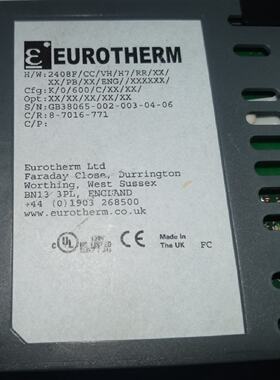 EUROTHERM
H/W:2408F/CC/VH/H7/RR/XX/
XX/PB/XX/ENG//XXXXXX/
Cfg:K/0/600/C/XX/XX/
Opt:XX/XX/XX/XX/XX
S/N:GB38065-002-003-04-06
C/R:8-7016-771
C/P:
Eurotherm Ltd
Faraday Close, Durrington
Worthing, West Sussex
BN13 3PL, ENGLAND
+44 (0)1903 268500
www.eurotherm.co.uk
c UL CE Made in
The UK FC